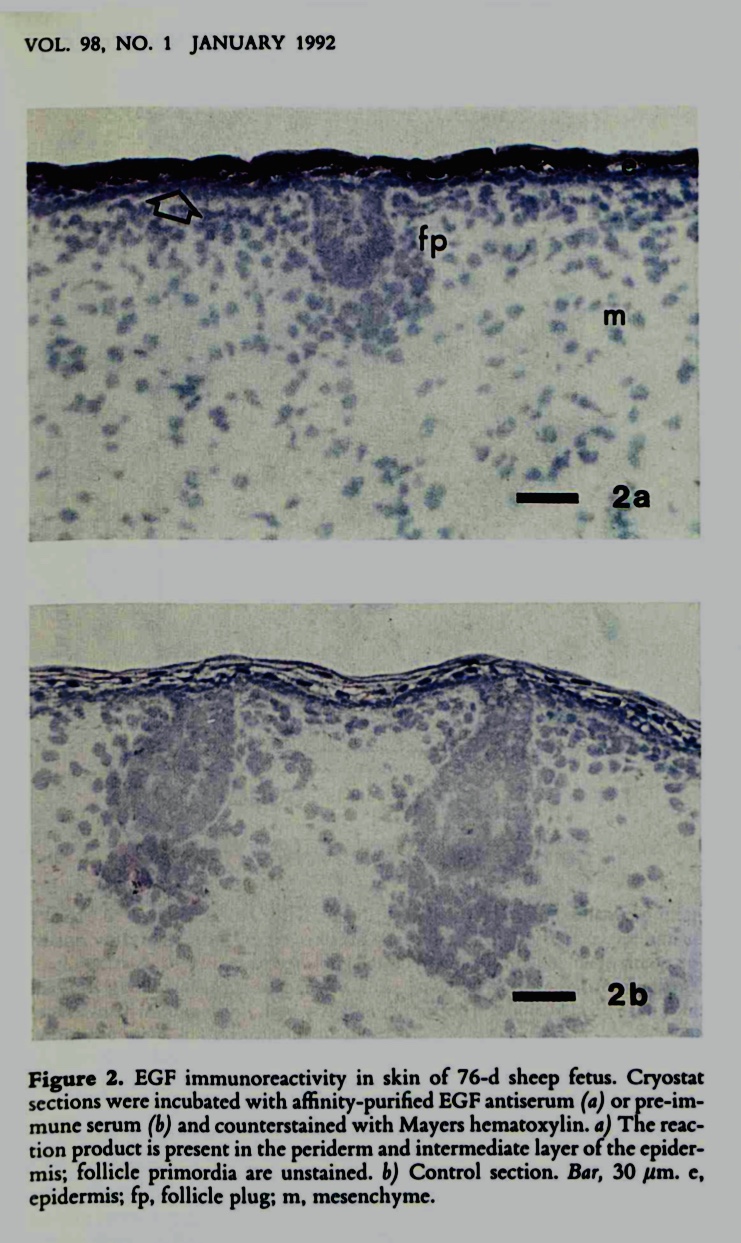 VOL. 98, NO. 1 JANUARY 1992
e
fp
m
2a
2b
Figure 2. EGF immunoreactivity in skin of 76-d sheep fetus. Cryostat
sections were incubated with affinity-purified EGF antiserum (a) or pre-im-
mune serum (b) and counterstained with Mayers hematoxylin. a) The reac-
tion product is present in the periderm and intermediate layer of the epider-
mis; follicle primordia are unstained. b) Control section. Bar, 30 μm. e,
epidermis; fp, follicle plug; m, mesenchyme.